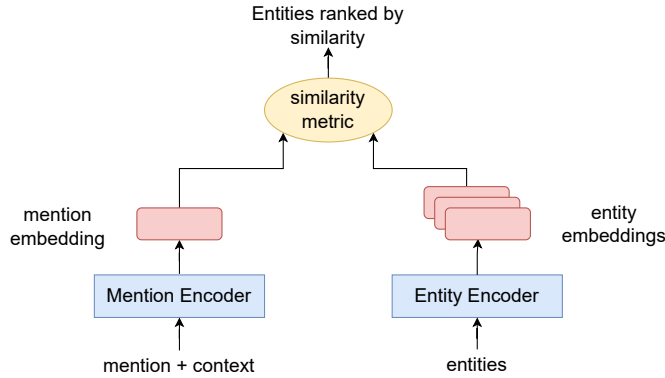 Entities ranked by
similarity
similarity
metric
mention
embedding
entity
embeddings
Mention Encoder
Entity Encoder
mention + context
entities